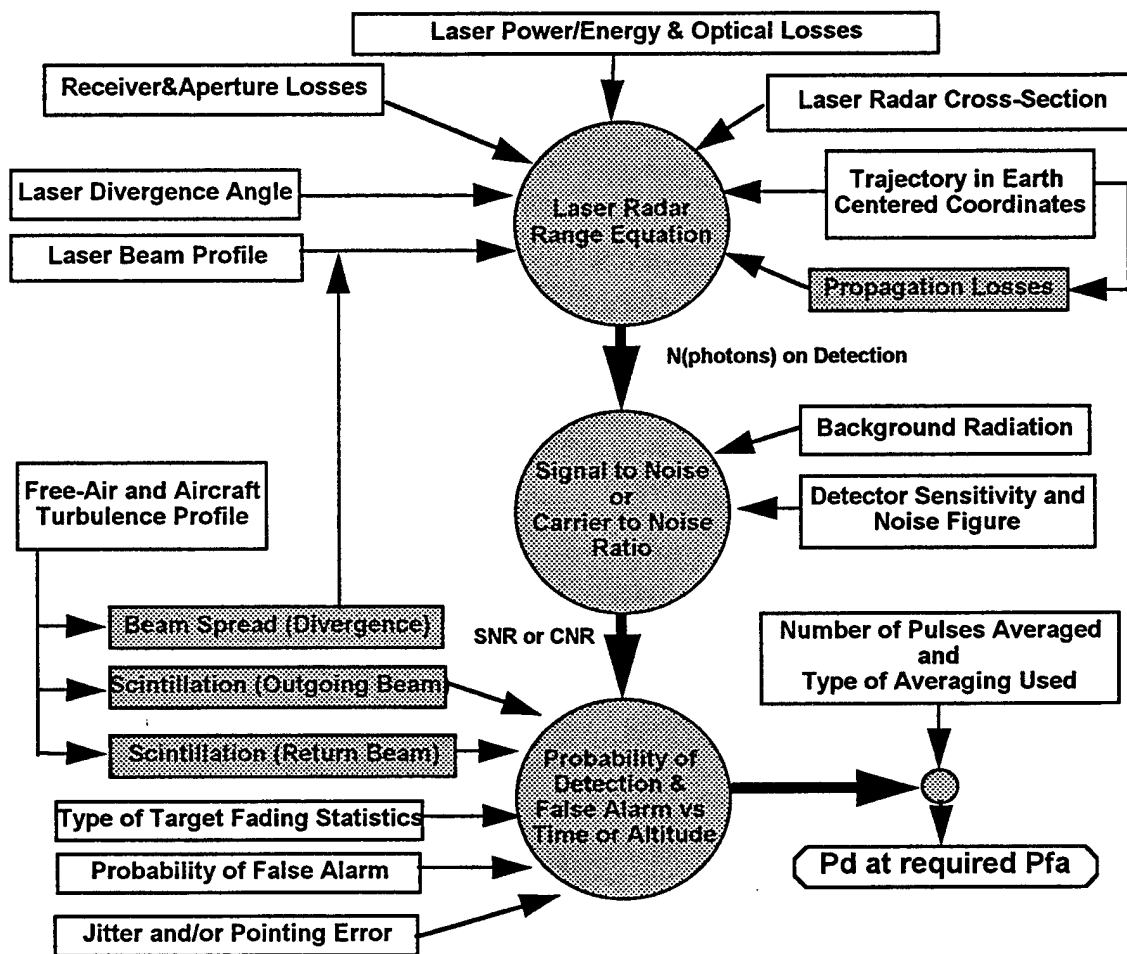 Laser Power/Energy & Optical Losses
Receiver&Aperture Losses
Laser Radar Cross-Section
Laser Divergence Angle
Laser Radar
Range Equation
Trajectory in Earth
Centered Coordinates
Laser Beam Profile
Propagation Losses
N(photons) on Detection
Background Radiation
Signal to Noise
or
Carrier to Noise
Ratio
Detector Sensitivity and
Noise Figure
Free-Air and Aircraft
Turbulence Profile
Beam Spread (Divergence)
SNR or CNR
Scintillation (Outgoing Beam
Scintillation (Return Beam)
Number of Pulses Averaged
and
Type of Averaging Used
Probability of
Detection &
False Alarm vs
Time or Altitude
Type of Target Fading Statistics
Probability of False Alarm
Jitter and/or Pointing Error
Pd at required Pfa